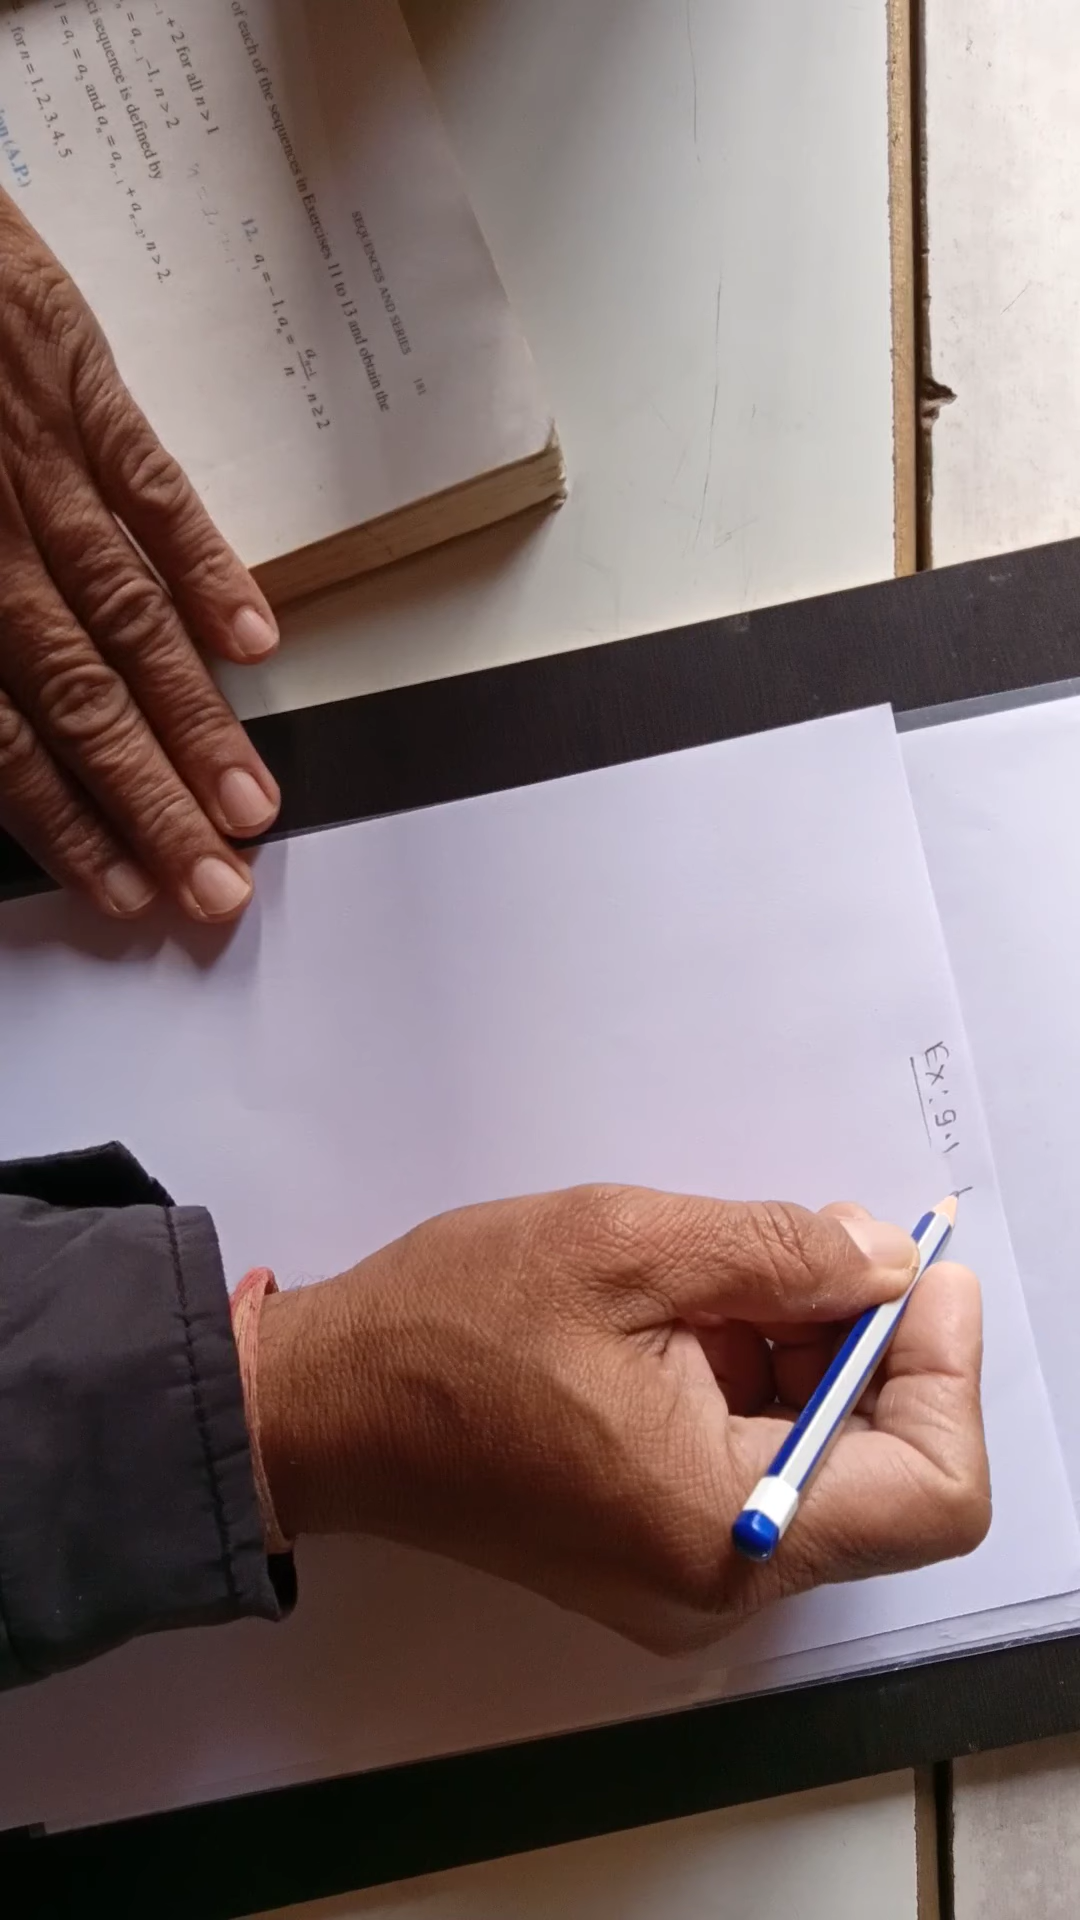 SEQUENCES AND SERIES 181
of each of the sequences in Exercises 11 to 13 and obtain the
12. a₁ = – 1, aₙ = aₙ₋₁/n , n ≥ 2
+ 2 for all n > 1
= aₙ₋₁ –1, n > 2
sequence is defined by
1 = a₁ = a₂ and aₙ = aₙ₋₁ + aₙ₋₂, n > 2.
for n = 1, 2, 3, 4, 5
(A.P.)
Ex: 9.1